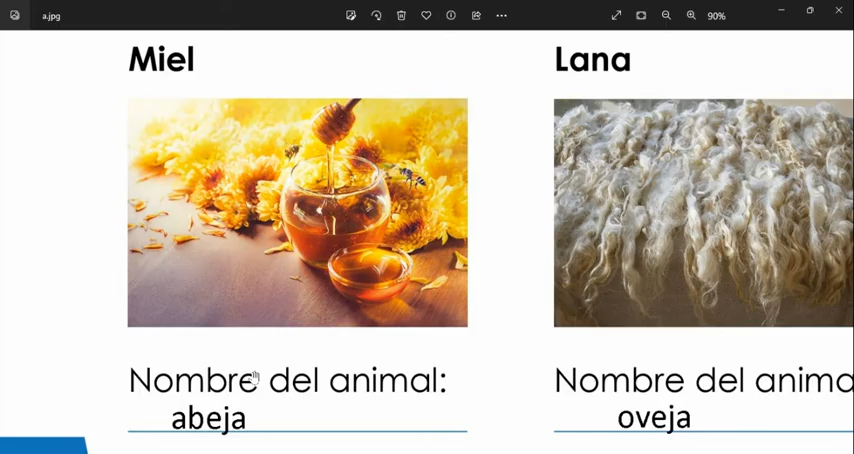 a.jpg
90%
Miel
Lana
Nombre del animal:
abeja
Nombre del anima
oveja